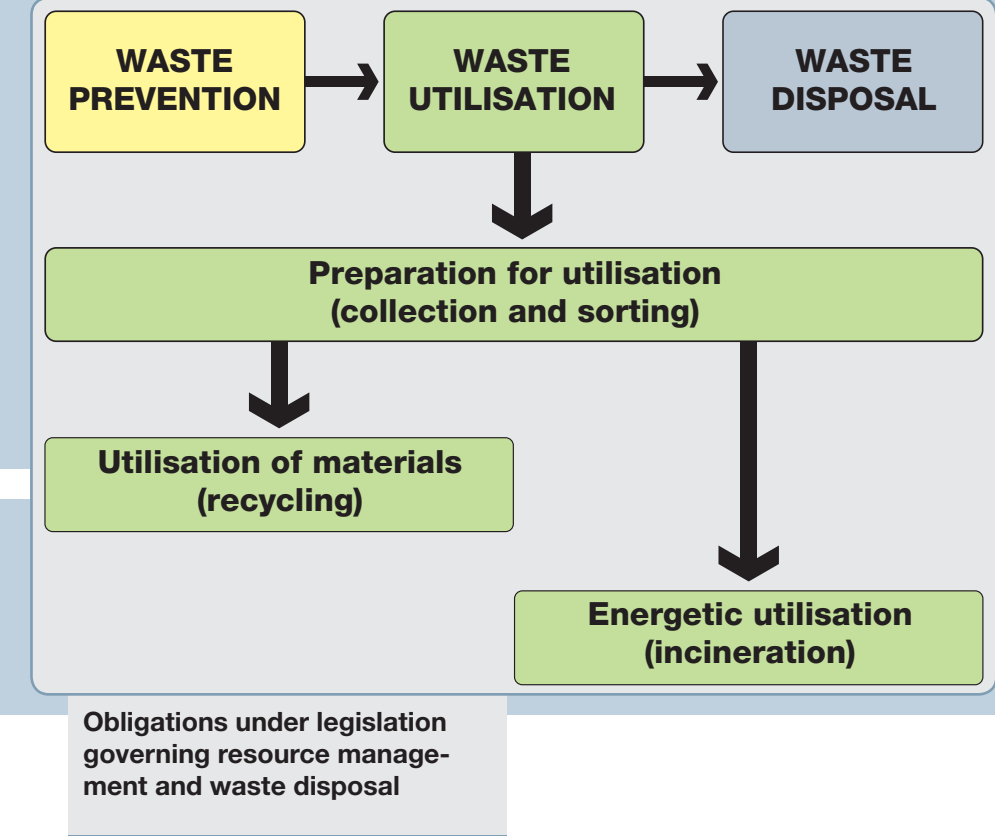 WASTE
PREVENTION
WASTE
UTILISATION
WASTE
DISPOSAL
Preparation for utilisation
(collection and sorting)
Utilisation of materials
(recycling)
Energetic utilisation
(incineration)
Obligations under legislation
governing resource manage-
ment and waste disposal